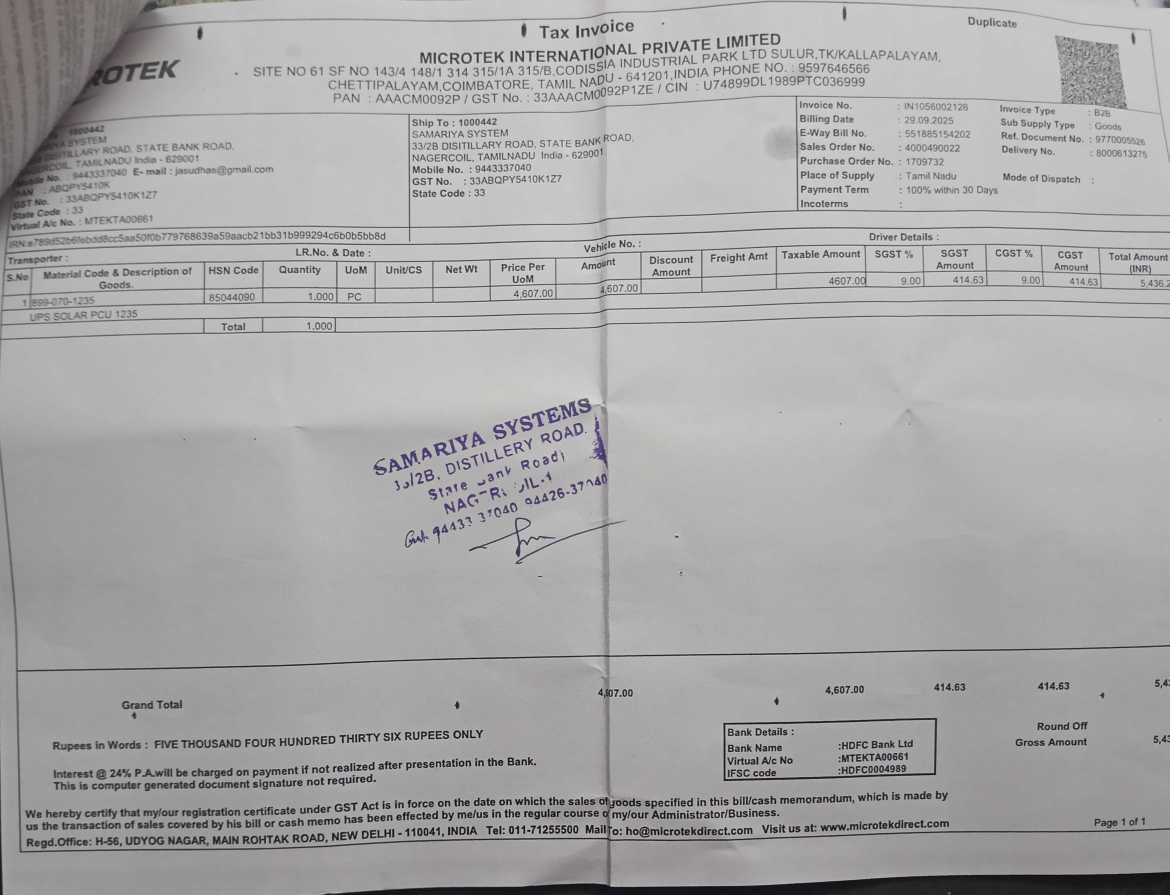 Tax Invoice
Duplicate
ROTEK
MICROTEK INTERNATIONAL PRIVATE LIMITED
SITE NO 61 SF NO 143/4 148/1 314 315/1A 315/B,CODISSIA INDUSTRIAL PARK LTD SULUR,TK/KALLAPALAYAM,
CHETTIPALAYAM,COIMBATORE, TAMIL NADU - 641201,INDIA PHONE NO. : 9597646566
PAN : AAACM0092P / GST No. : 33AAACM0092P1ZE / CIN : U74899DL1989PTC036999
1000442
SYSTEM
DISITILLARY ROAD, STATE BANK ROAD,
TAMILNADU India - 629001
Mobile No. 9443337040 E- mail : jasudhas@gmail.com
PAN : ABQPY5410K
GST No. : 33ABQPY5410K1Z7
State Code : 33
Virtual A/c No. : MTEKTA00661
Ship To : 1000442
SAMARIYA SYSTEM
33/2B DISITILLARY ROAD, STATE BANK ROAD,
NAGERCOIL, TAMILNADU India - 629001
Mobile No. : 9443337040
GST No. : 33ABQPY5410K1Z7
State Code : 33
Invoice No. : IN1056002128
Billing Date : 29.09.2025
E-Way Bill No. : 551885154202
Sales Order No. : 4000490022
Purchase Order No. : 1709732
Place of Supply : Tamil Nadu
Payment Term : 100% within 30 Days
Incoterms :
Invoice Type : B2B
Sub Supply Type : Goods
Ref. Document No. : 9770005526
Delivery No. : 8000613275
Mode of Dispatch :
IRN:e789d52b6febdd8cc5aa50f0b779768639a59aacb21bb31b999294c6b0b5bb8d
Transporter : LR.No. & Date : Vehicle No. : Driver Details :
S.No Material Code & Description of Goods. HSN Code Quantity UoM Unit/CS Net Wt Price Per UoM Amount Discount Amount Freight Amt Taxable Amount SGST % SGST Amount CGST % CGST Amount Total Amount (INR)
1 899-070-1235 85044090 1.000 PC 4,607.00 4,607.00 4607.00 9.00 414.63 9.00 414.63 5,436.2
UPS SOLAR PCU 1235
Total 1.000
SAMARIYA SYSTEMS
DISTILLERY ROAD,
State Bank Road)
94433 37040 94426-37040
Grand Total 4,607.00 4,607.00 414.63 414.63 5,43
Rupees in Words : FIVE THOUSAND FOUR HUNDRED THIRTY SIX RUPEES ONLY
Round Off
Gross Amount 5,43
Bank Details :
Bank Name :HDFC Bank Ltd
Virtual A/c No :MTEKTA00661
IFSC code :HDFC0004989
Interest @ 24% P.A.will be charged on payment if not realized after presentation in the Bank.
This is computer generated document signature not required.
We hereby certify that my/our registration certificate under GST Act is in force on the date on which the sales of goods specified in this bill/cash memorandum, which is made by
us the transaction of sales covered by his bill or cash memo has been effected by me/us in the regular course of my/our Administrator/Business.
Regd.Office: H-56, UDYOG NAGAR, MAIN ROHTAK ROAD, NEW DELHI - 110041, INDIA Tel: 011-71255500 Mail To: ho@microtekdirect.com Visit us at: www.microtekdirect.com
Page 1 of 1